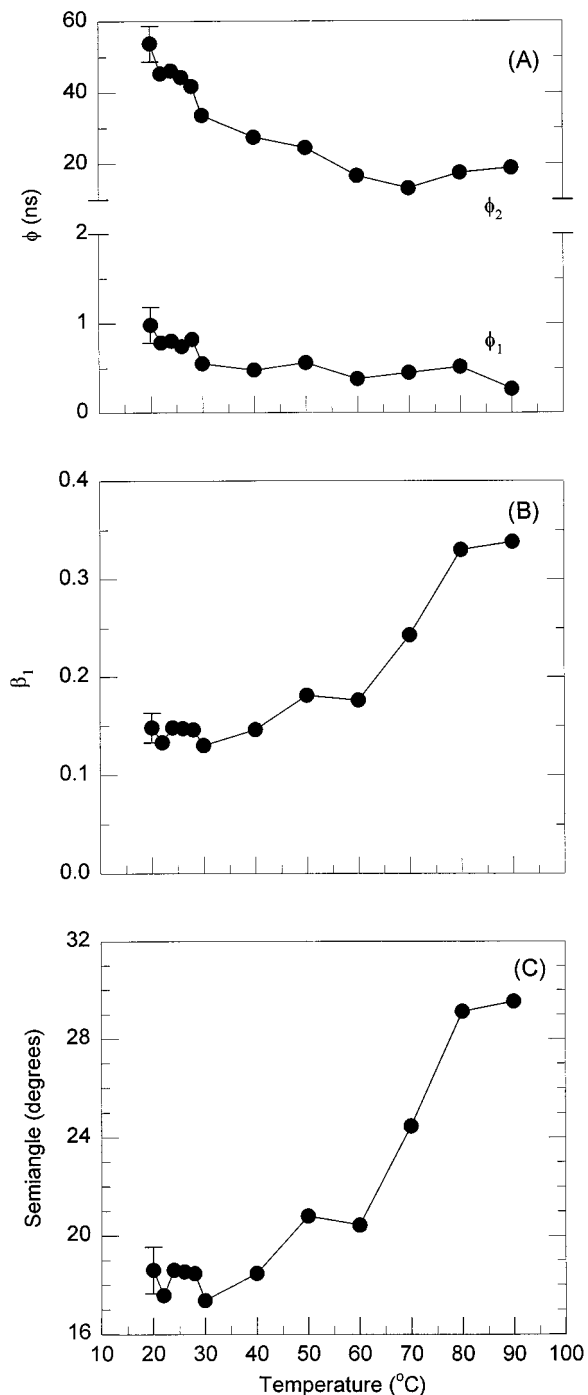 60
(A)
40
20
ϕ (ns)
ϕ₂
2
1
ϕ₁
0
0.4
(B)
0.3
β₁
0.2
0.1
0.0
32
(C)
28
Semiangle (degrees)
24
20
16
10 20 30 40 50 60 70 80 90 100
Temperature (°C)